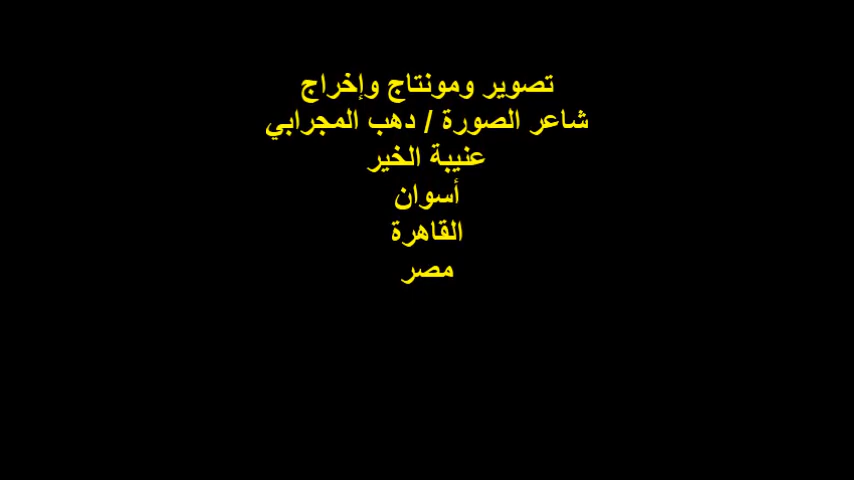 تصوير ومونتاج وإخراج
شاعر الصورة / دهب المجرابي
عنيبة الخير
أسوان
القاهرة
مصر